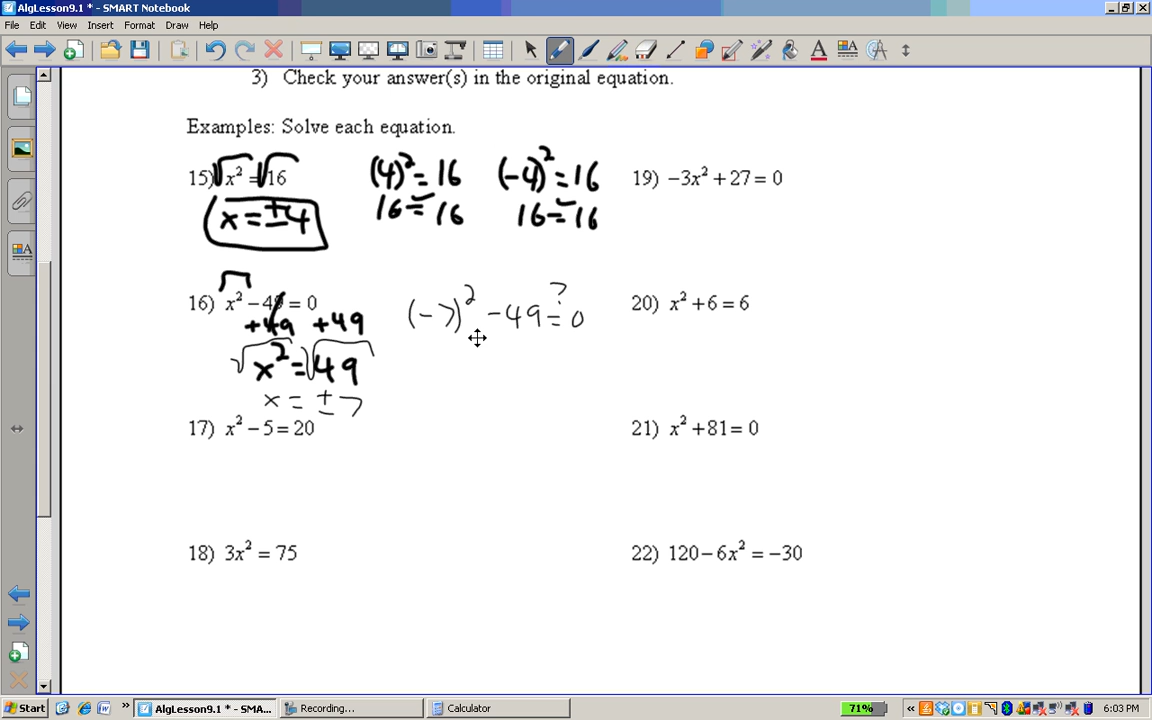 AlgLesson9.1 * - SMART Notebook
File Edit View Insert Format Draw Help
3) Check your answer(s) in the original equation.
Examples: Solve each equation.
15) √x² = √16
x = ±4
(4)² = 16
16 = 16
(-4)² = 16
16 = 16
16) x² − 49 = 0
+49 +49
√x² = √49
x = ±7
(-7)² - 49 ≟ 0
17) x² − 5 = 20
18) 3x² = 75
19) −3x² + 27 = 0
20) x² + 6 = 6
21) x² + 81 = 0
22) 120 − 6x² = −30
Start
AlgLesson9.1 * - SMA...
Recording...
Calculator
71%
6:03 PM